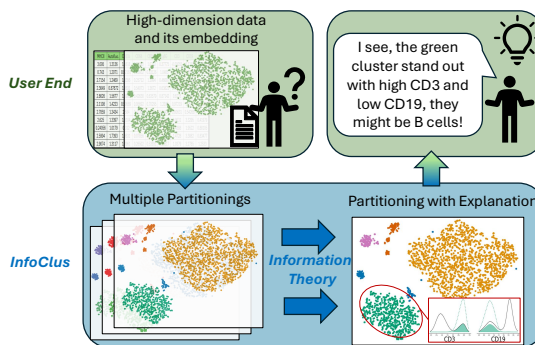 High-dimension data
and its embedding
User End
I see, the green
cluster stand out
with high CD3 and
low CD19, they
might be B cells!
Multiple Partitionings
Partitioning with Explanation
InfoClus
Information
Theory
CD3
CD19